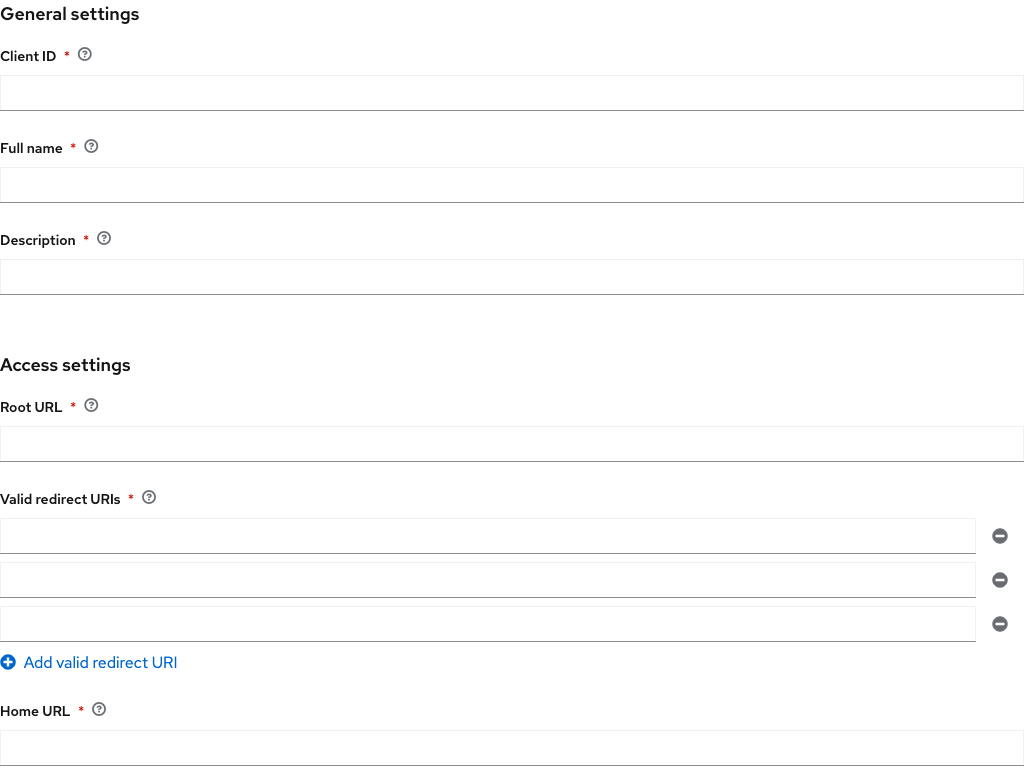 General settings
Client ID *
Full name *
Description *
Access settings
Root URL *
Valid redirect URIs *
Add valid redirect URI
Home URL *